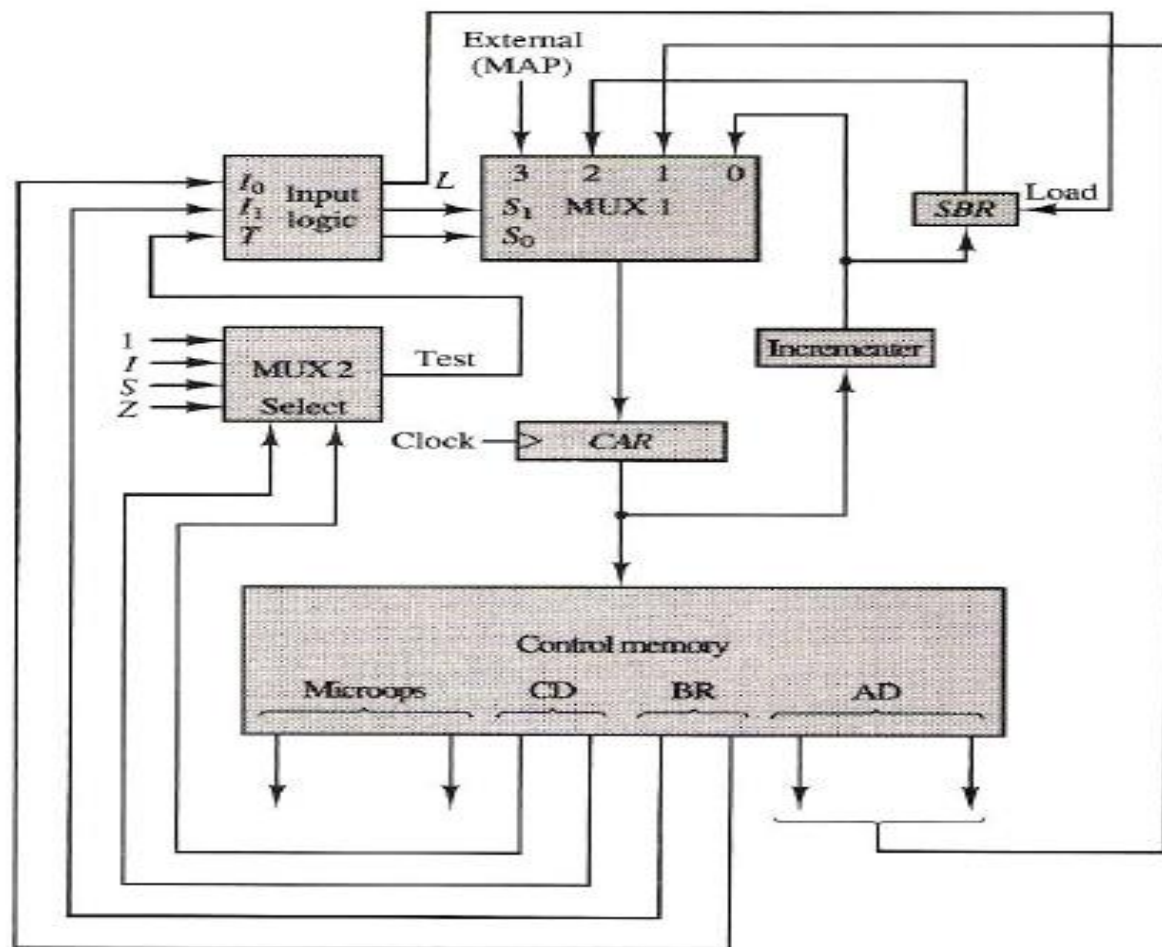 External
(MAP)
L
3 2 1 0
I0 Input
I1 logic
T
S1 MUX 1
S0
SBR
Load
Incrementer
1
I
S
Z
MUX 2
Select
Test
Clock
CAR
Control memory
Microops CD BR AD